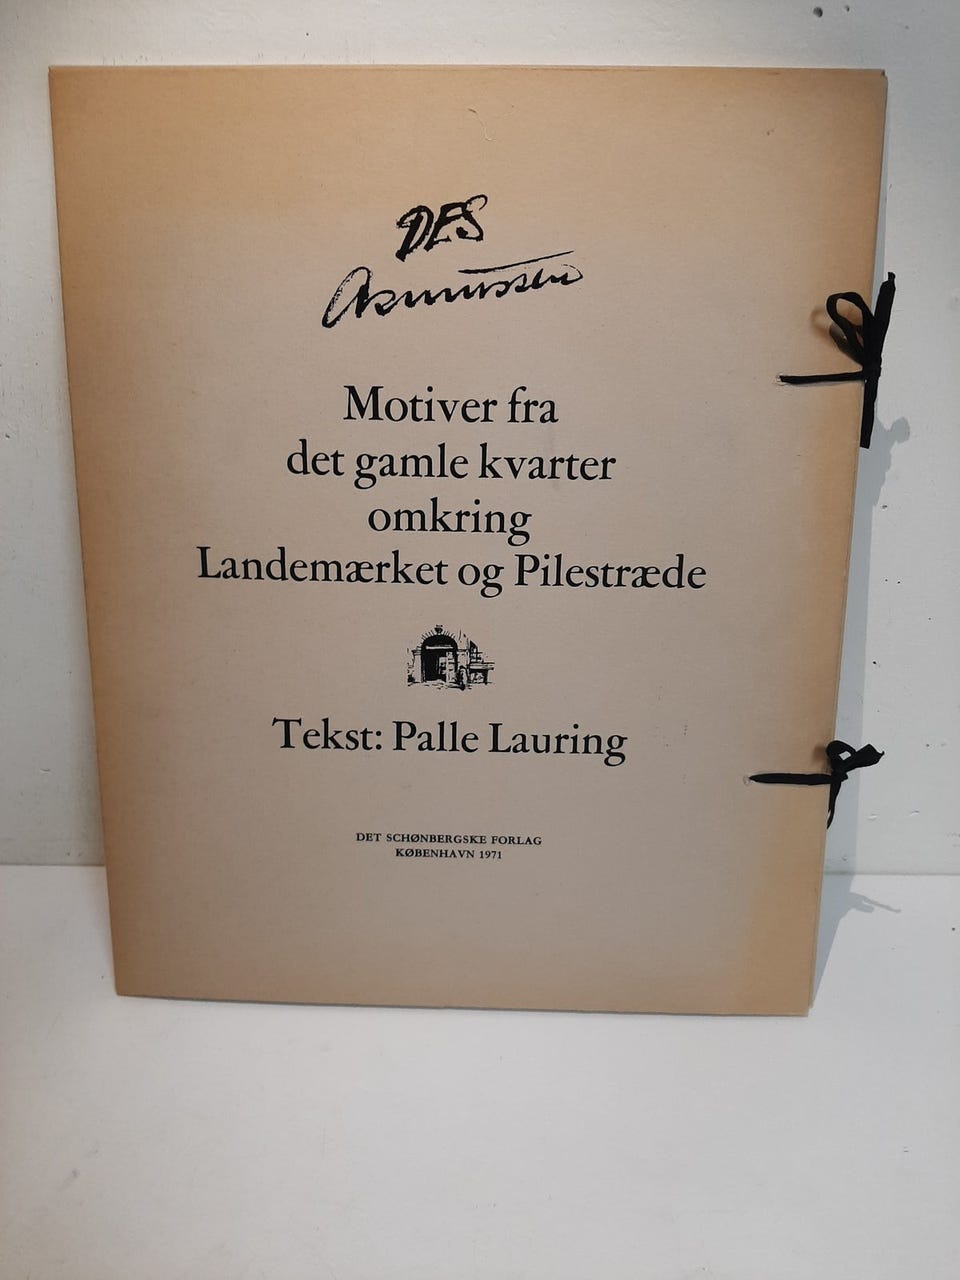 DES
Asmussen
Motiver fra
det gamle kvarter
omkring
Landemærket og Pilestræde
Tekst: Palle Lauring
DET SCHØNBERGSKE FORLAG
KØBENHAVN 1971